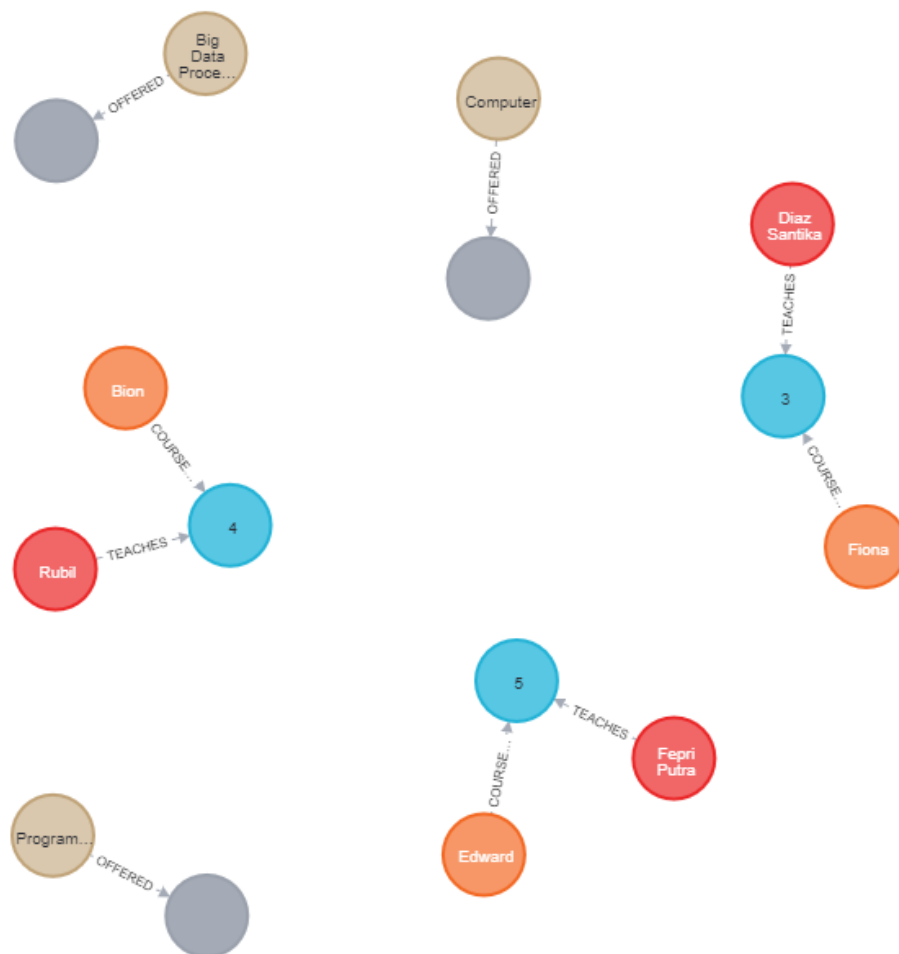 Big
Data
Proce...
OFFERED
Computer
OFFERED
Diaz
Santika
TEACHES
3
COURSE...
Fiona
Bion
COURSE...
4
TEACHES
Rubil
5
TEACHES
Fepri
Putra
COURSE...
Edward
Program...
OFFERED